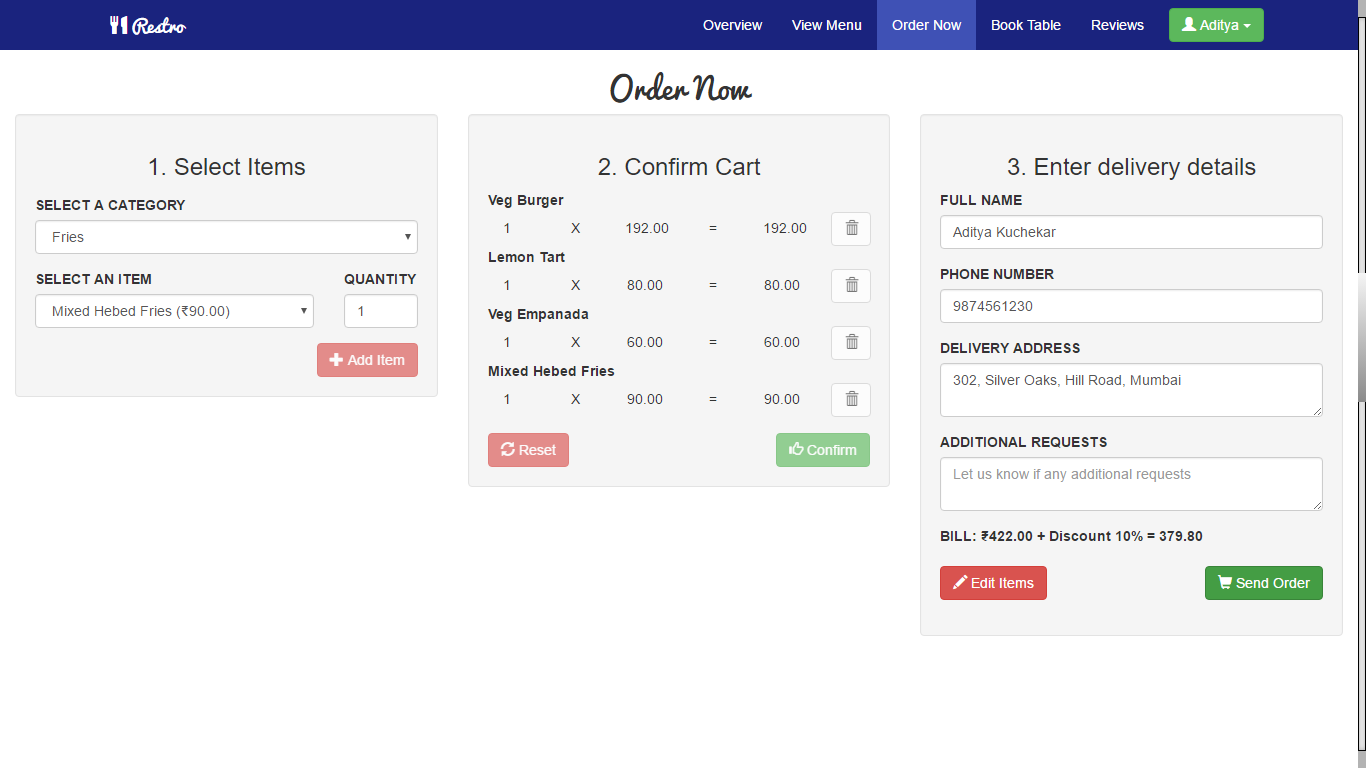 Restro
Overview View Menu Order Now Book Table Reviews Aditya
Order Now
1. Select Items
SELECT A CATEGORY
Fries
SELECT AN ITEM QUANTITY
Mixed Hebed Fries (₹90.00) 1
Add Item
2. Confirm Cart
Veg Burger
1 X 192.00 = 192.00
Lemon Tart
1 X 80.00 = 80.00
Veg Empanada
1 X 60.00 = 60.00
Mixed Hebed Fries
1 X 90.00 = 90.00
Reset Confirm
3. Enter delivery details
FULL NAME
Aditya Kuchekar
PHONE NUMBER
9874561230
DELIVERY ADDRESS
302, Silver Oaks, Hill Road, Mumbai
ADDITIONAL REQUESTS
Let us know if any additional requests
BILL: ₹422.00 + Discount 10% = 379.80
Edit Items Send Order